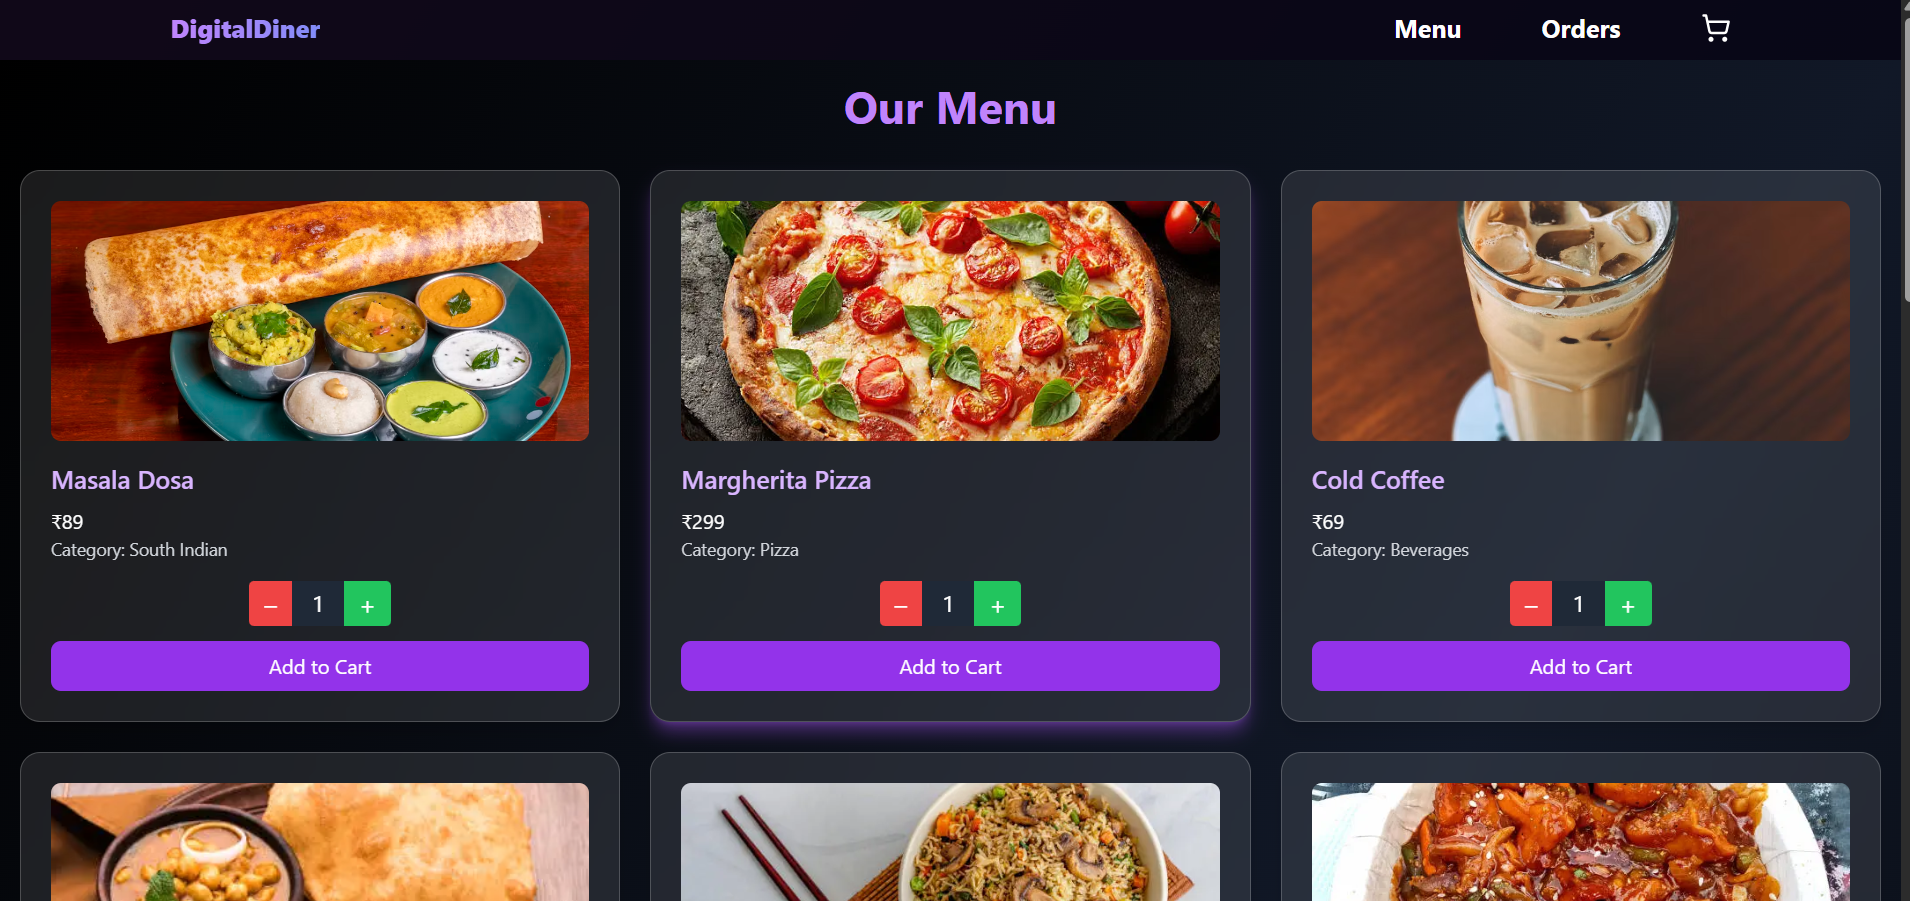 DigitalDiner
Menu
Orders
Our Menu
Masala Dosa
₹89
Category: South Indian
– 1 +
Add to Cart
Margherita Pizza
₹299
Category: Pizza
– 1 +
Add to Cart
Cold Coffee
₹69
Category: Beverages
– 1 +
Add to Cart